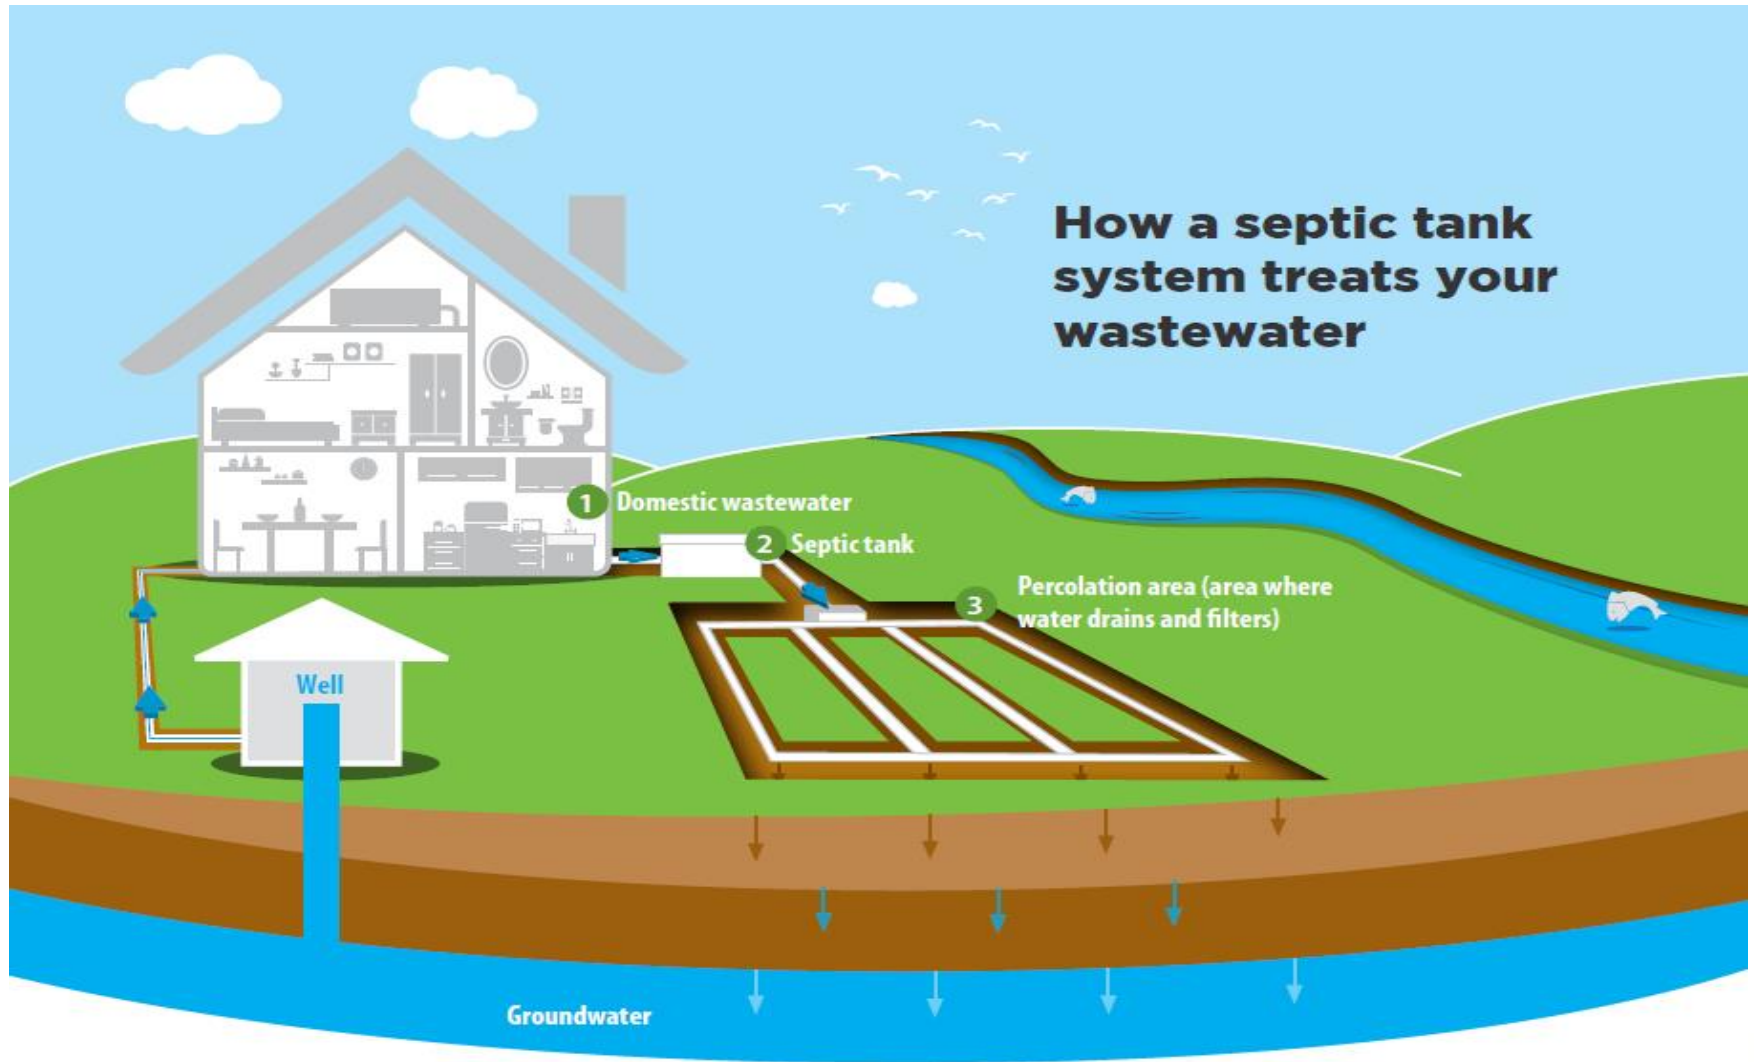 How a septic tank
system treats your
wastewater
1 Domestic wastewater
2 Septic tank
3 Percolation area (area where
water drains and filters)
Well
Groundwater